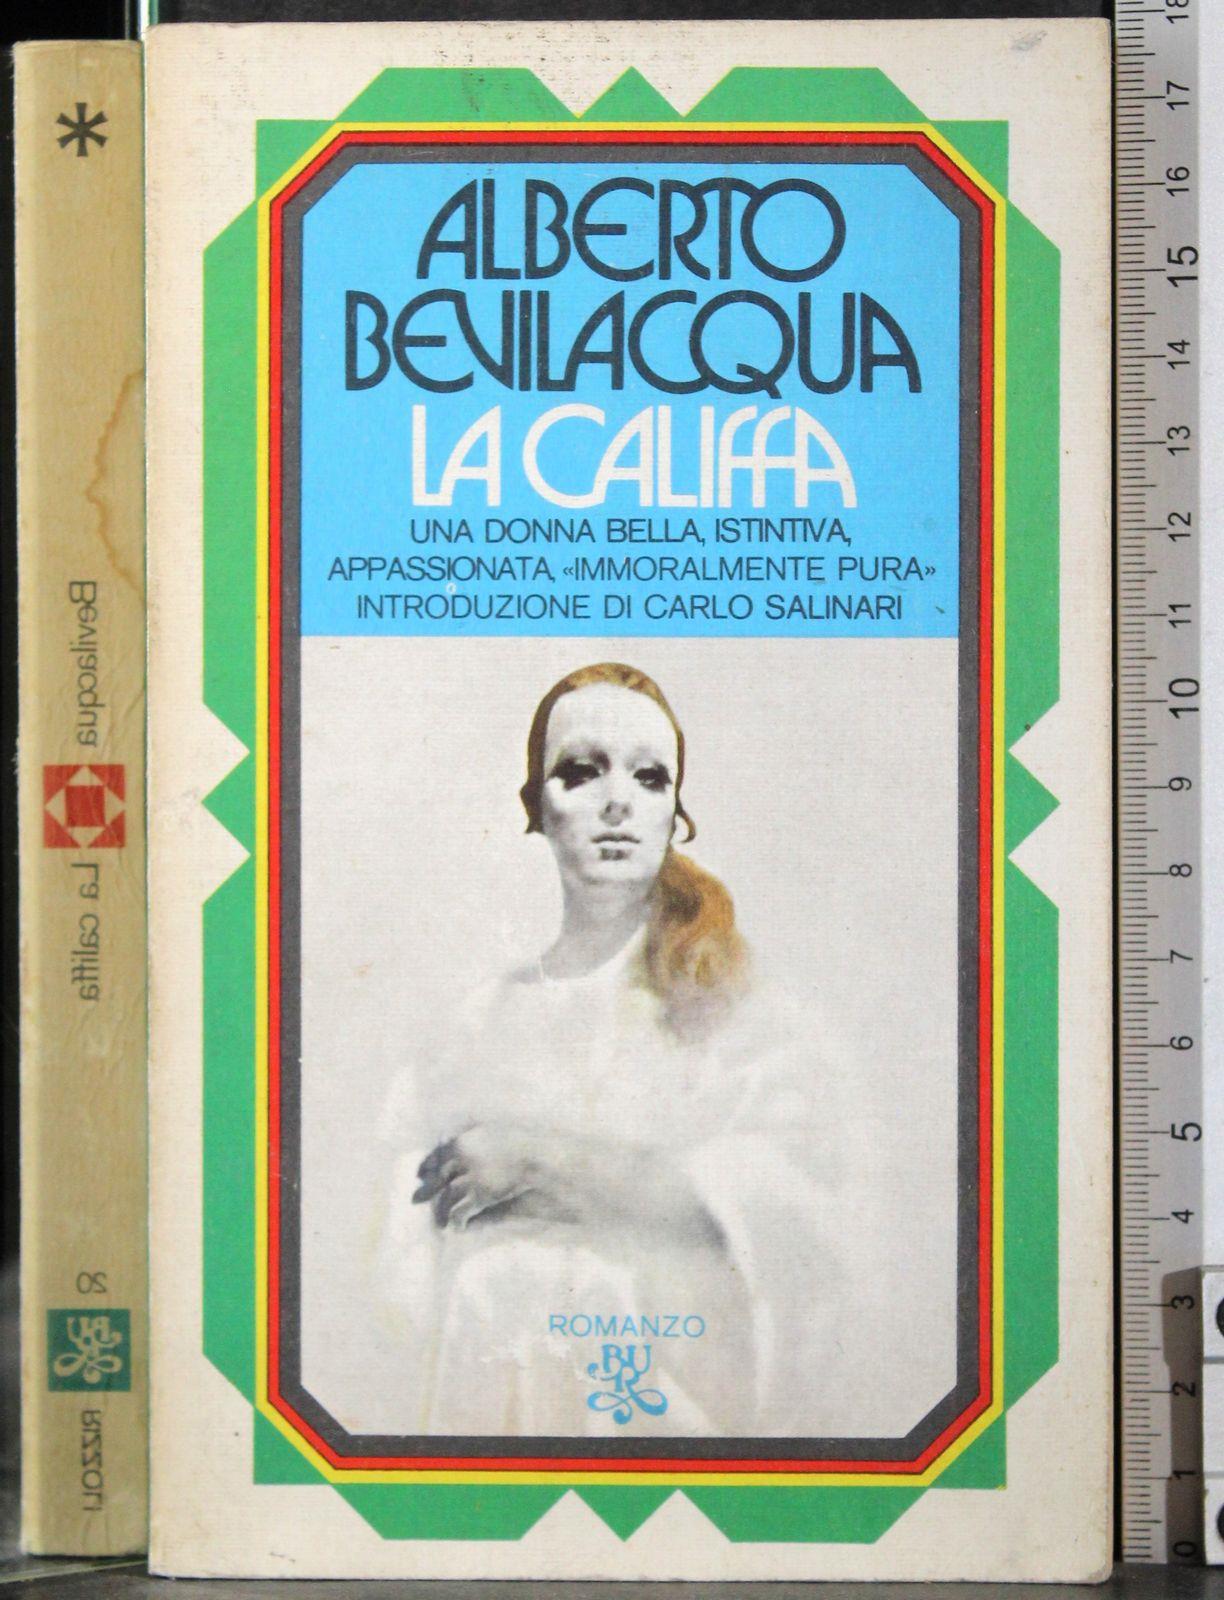 ALBERTO
BEVILACQUA
LA CALIFFA
UNA DONNA BELLA, ISTINTIVA,
APPASSIONATA, «IMMORALMENTE PURA»
INTRODUZIONE DI CARLO SALINARI
ROMANZO
BUR
*
Bevilacqua
La califfa
BUR
RIZZOLI
18
17
16
15
14
13
12
11
10
9
8
7
6
5
4
3
2
1
0